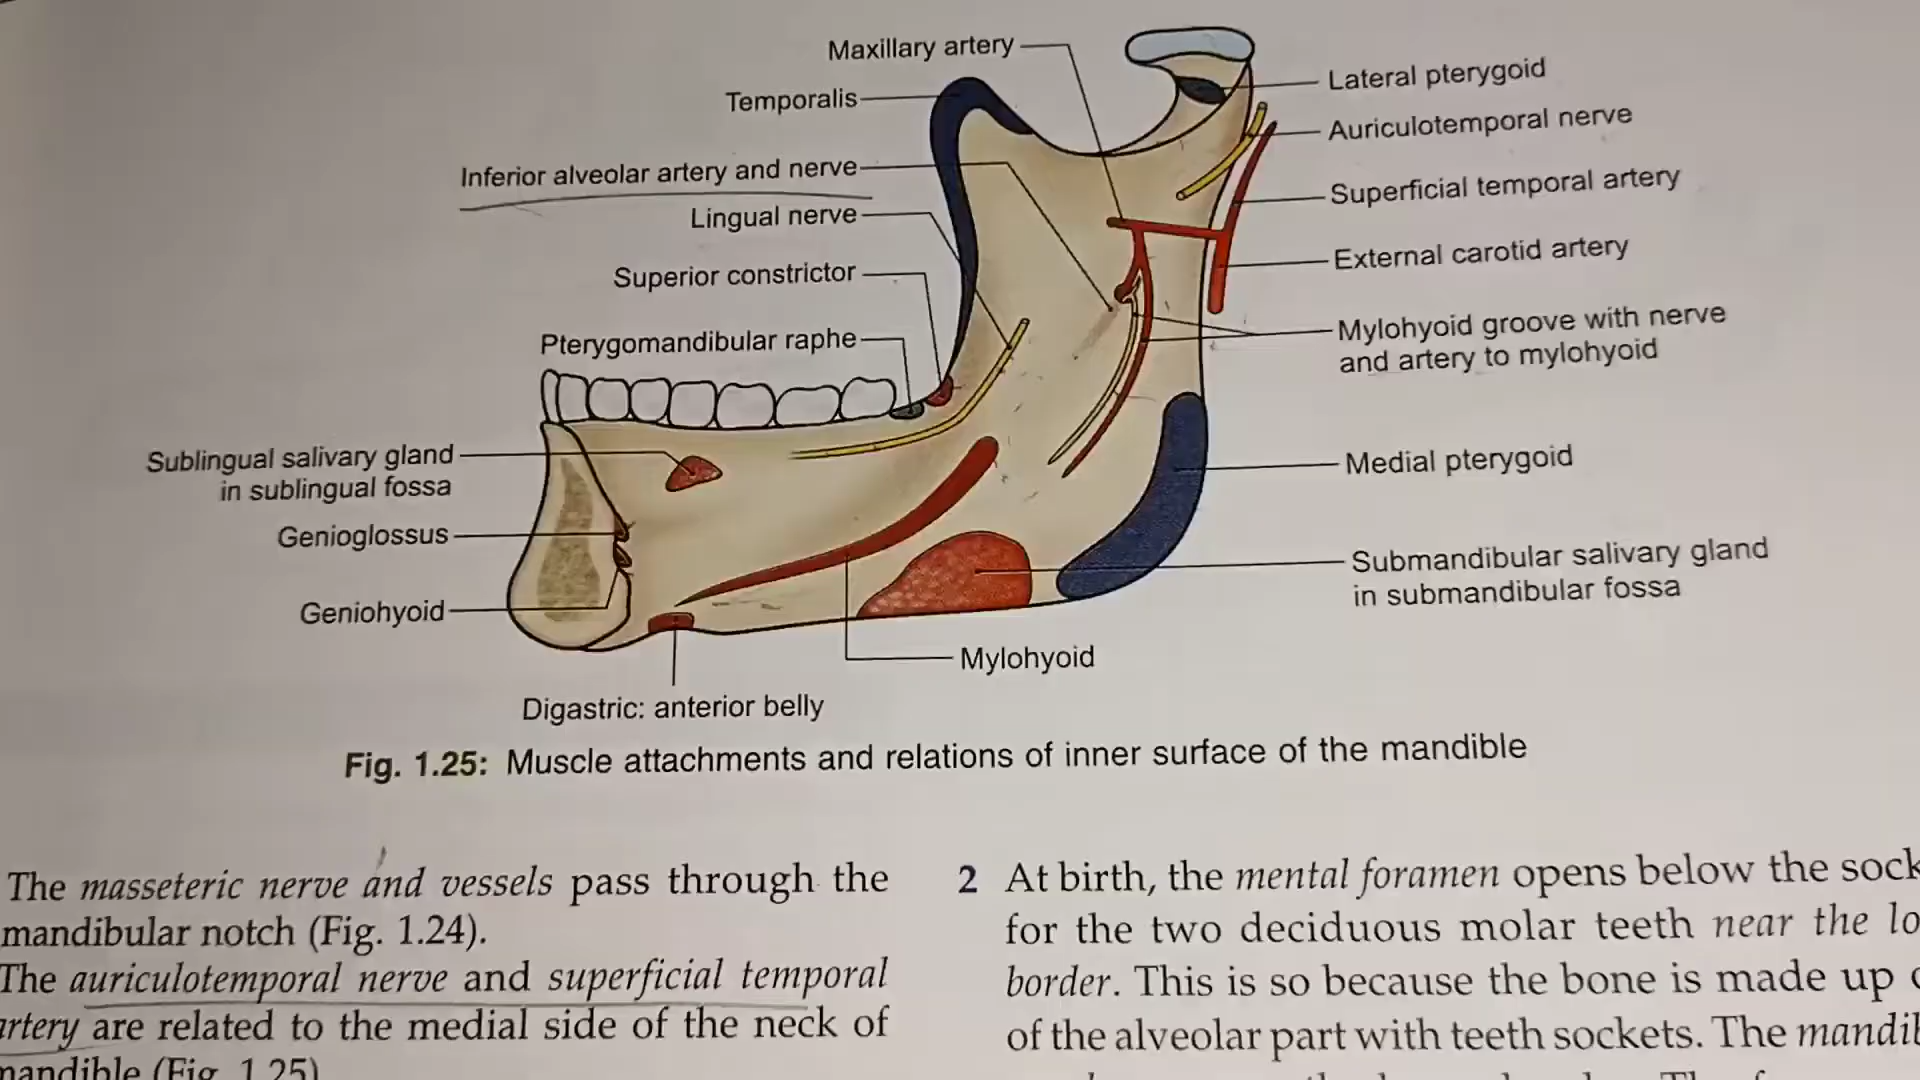 Maxillary artery
Temporalis
Inferior alveolar artery and nerve
Lingual nerve
Superior constrictor
Pterygomandibular raphe
Sublingual salivary gland
in sublingual fossa
Genioglossus
Geniohyoid
Digastric: anterior belly
Mylohyoid
Lateral pterygoid
Auriculotemporal nerve
Superficial temporal artery
External carotid artery
Mylohyoid groove with nerve
and artery to mylohyoid
Medial pterygoid
Submandibular salivary gland
in submandibular fossa
Fig. 1.25: Muscle attachments and relations of inner surface of the mandible
The masseteric nerve and vessels pass through the
mandibular notch (Fig. 1.24).
The auriculotemporal nerve and superficial temporal
artery are related to the medial side of the neck of
mandible (Fig. 1.25)
2 At birth, the mental foramen opens below the sock
for the two deciduous molar teeth near the lo
border. This is so because the bone is made up
of the alveolar part with teeth sockets. The mandib